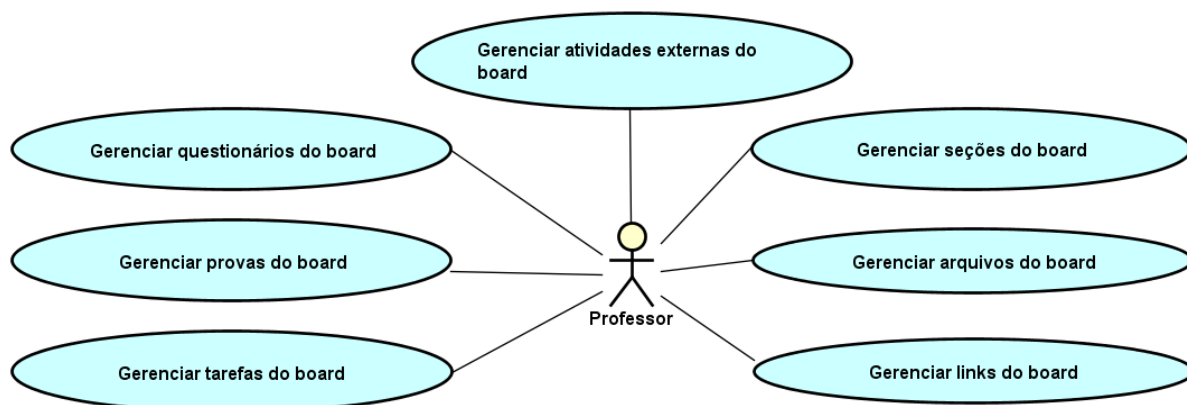 Gerenciar atividades externas do
board
Gerenciar questionários do board
Gerenciar seções do board
Gerenciar provas do board
Gerenciar arquivos do board
Professor
Gerenciar tarefas do board
Gerenciar links do board